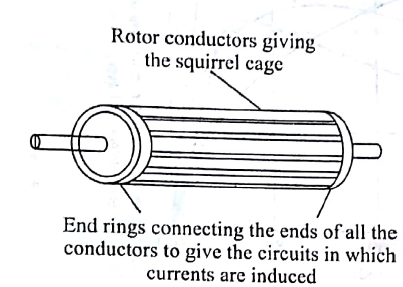 Rotor conductors giving
the squirrel cage
End rings connecting the ends of all the
conductors to give the circuits in which
currents are induced